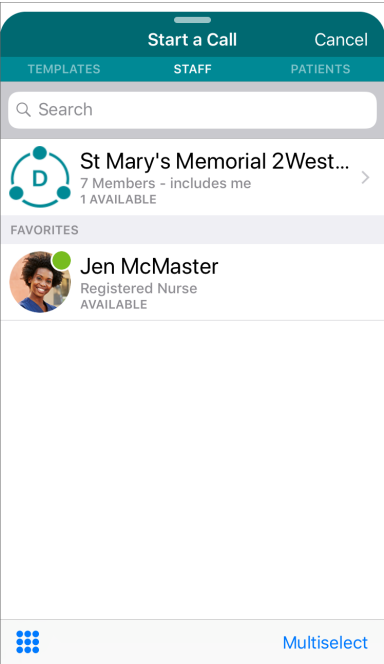 Start a Call
Cancel
TEMPLATES
STAFF
PATIENTS
Search
D
St Mary's Memorial 2West...
7 Members - includes me
1 AVAILABLE
FAVORITES
Jen McMaster
Registered Nurse
AVAILABLE
Multiselect